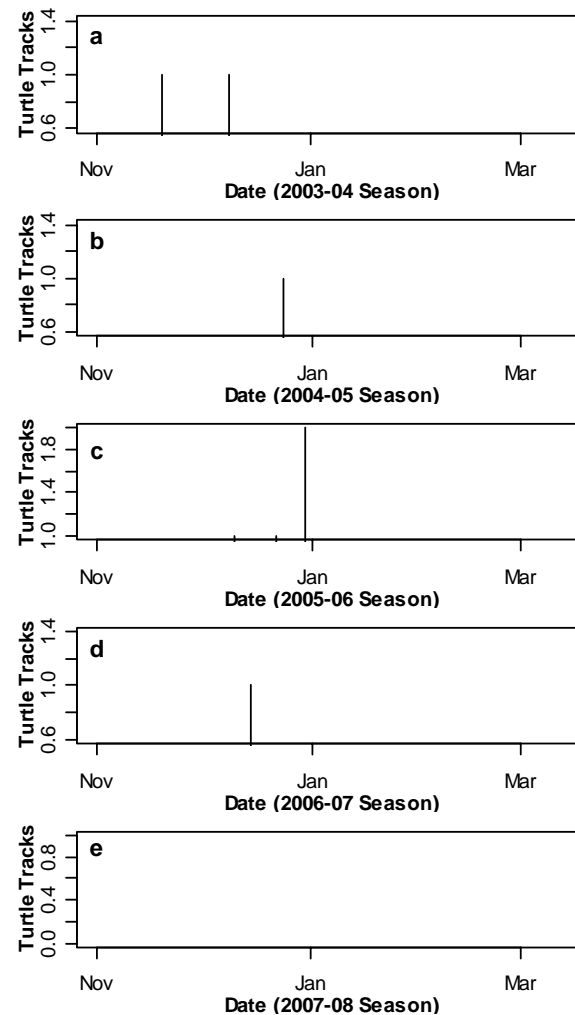 a
Turtle Tracks
0.6 1.0 1.4
Nov Jan Mar
Date (2003-04 Season)
b
Turtle Tracks
0.6 1.0 1.4
Nov Jan Mar
Date (2004-05 Season)
c
Turtle Tracks
1.0 1.4 1.8
Nov Jan Mar
Date (2005-06 Season)
d
Turtle Tracks
0.6 1.0 1.4
Nov Jan Mar
Date (2006-07 Season)
e
Turtle Tracks
0.0 0.4 0.8
Nov Jan Mar
Date (2007-08 Season)